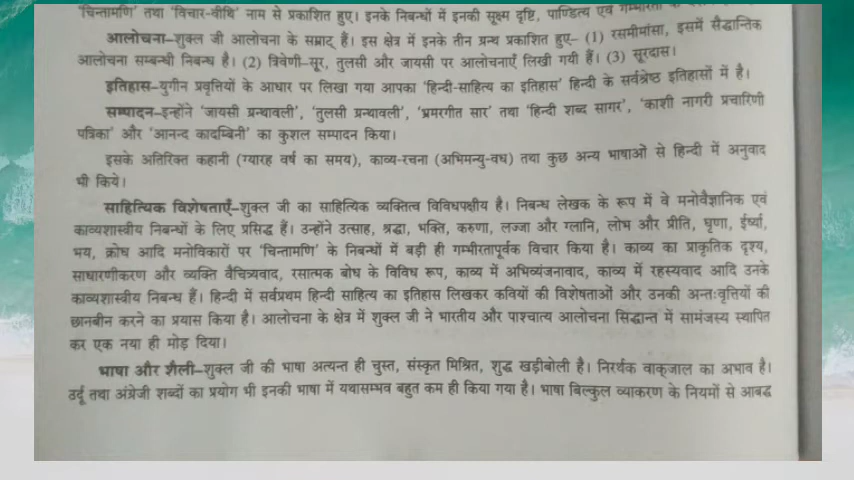 'चिन्तामणि' तथा 'विचार-वीथि' नाम से प्रकाशित हुए। इनके निबन्धों में इनकी सूक्ष्म दृष्टि, पाण्डित्य एवं
आलोचना–शुक्ल जी आलोचना के सम्राट् हैं। इस क्षेत्र में इनके तीन ग्रन्थ प्रकाशित हुए– (1) रसमीमांसा, इसमें सैद्धान्तिक
आलोचना सम्बन्धी निबन्ध है। (2) त्रिवेणी–सूर, तुलसी और जायसी पर आलोचनाएँ लिखी गयी हैं। (3) सूरदास।
इतिहास–युगीन प्रवृत्तियों के आधार पर लिखा गया आपका 'हिन्दी-साहित्य का इतिहास' हिन्दी के सर्वश्रेष्ठ इतिहासों में है।
सम्पादन–इन्होंने 'जायसी ग्रन्थावली', 'तुलसी ग्रन्थावली', 'भ्रमरगीत सार' तथा 'हिन्दी शब्द सागर', 'काशी नागरी प्रचारिणी
पत्रिका' और 'आनन्द कादम्बिनी' का कुशल सम्पादन किया।
इसके अतिरिक्त कहानी (ग्यारह वर्ष का समय), काव्य-रचना (अभिमन्यु-वध) तथा कुछ अन्य भाषाओं से हिन्दी में अनुवाद
भी किये।
साहित्यिक विशेषताएँ–शुक्ल जी का साहित्यिक व्यक्तित्व विविधपक्षीय है। निबन्ध लेखक के रूप में वे मनोवैज्ञानिक एवं
काव्यशास्त्रीय निबन्धों के लिए प्रसिद्ध हैं। उन्होंने उत्साह, श्रद्धा, भक्ति, करुणा, लज्जा और ग्लानि, लोभ और प्रीति, घृणा, ईर्ष्या,
भय, क्रोध आदि मनोविकारों पर 'चिन्तामणि' के निबन्धों में बड़ी ही गम्भीरतापूर्वक विचार किया है। काव्य का प्राकृतिक दृश्य,
साधारणीकरण और व्यक्ति वैचित्र्यवाद, रसात्मक बोध के विविध रूप, काव्य में अभिव्यंजनावाद, काव्य में रहस्यवाद आदि उनके
काव्यशास्त्रीय निबन्ध हैं। हिन्दी में सर्वप्रथम हिन्दी साहित्य का इतिहास लिखकर कवियों की विशेषताओं और उनकी अन्तःवृत्तियों की
छानबीन करने का प्रयास किया है। आलोचना के क्षेत्र में शुक्ल जी ने भारतीय और पाश्चात्य आलोचना सिद्धान्त में सामंजस्य स्थापित
कर एक नया ही मोड़ दिया।
भाषा और शैली–शुक्ल जी की भाषा अत्यन्त ही चुस्त, संस्कृत मिश्रित, शुद्ध खड़ीबोली है। निरर्थक वाक्जाल का अभाव है।
उर्दू तथा अंग्रेजी शब्दों का प्रयोग भी इनकी भाषा में यथासम्भव बहुत कम ही किया गया है। भाषा बिल्कुल व्याकरण के नियमों से आबद्ध